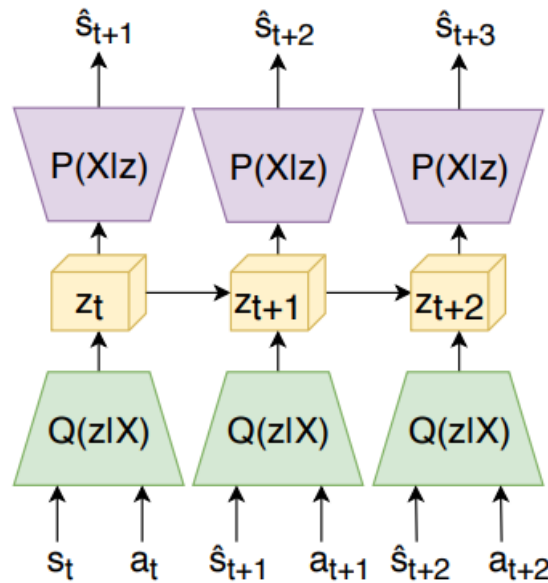 ŝt+1 ŝt+2 ŝt+3
P(X|z) P(X|z) P(X|z)
zt zt+1 zt+2
Q(z|X) Q(z|X) Q(z|X)
st at ŝt+1 at+1 ŝt+2 at+2